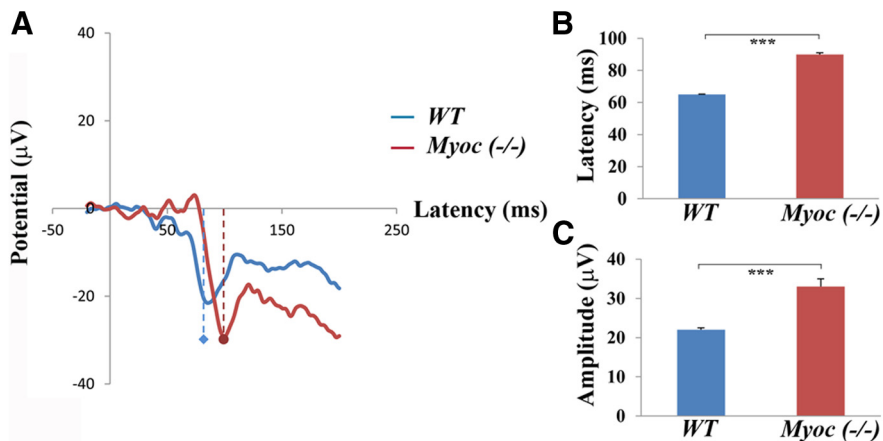 A
40
20
0
-20
-40
-50
50
150
250
Potential (μV)
Latency (ms)
WT
Myoc (-/-)
B
100
80
60
40
20
0
Latency (ms)
***
WT
Myoc (-/-)
C
40
30
20
10
0
Amplitude (μV)
***
WT
Myoc (-/-)